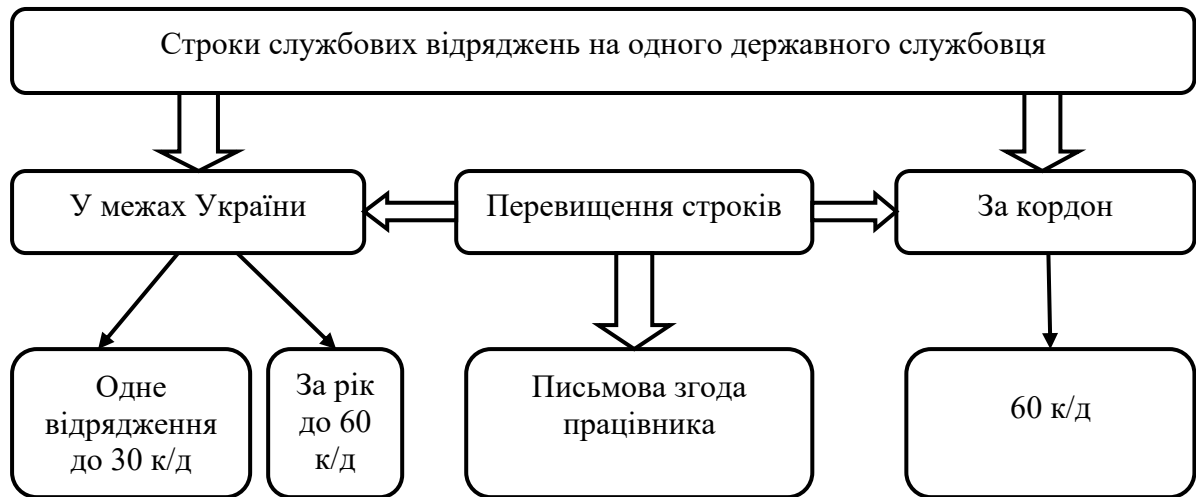 Строки службових відряджень на одного державного службовця
У межах України
Перевищення строків
За кордон
Одне
відрядження
до 30 к/д
За рік
до 60
к/д
Письмова згода
працівника
60 к/д